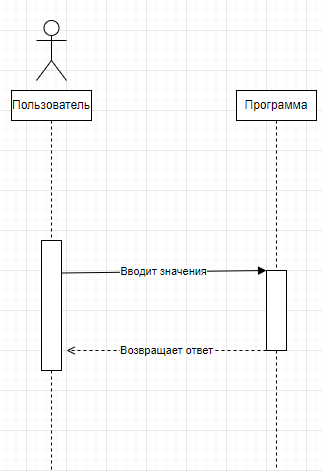 Пользователь
Программа
Вводит значения
Возвращает ответ